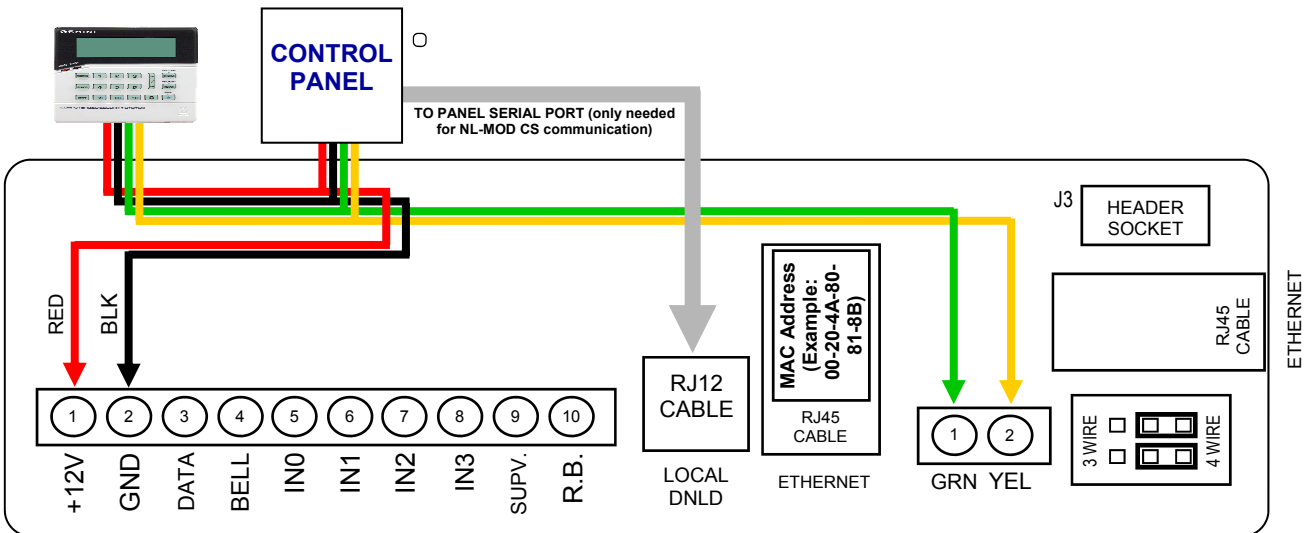 CONTROL
PANEL
TO PANEL SERIAL PORT (only needed
for NL-MOD CS communication)
J3
HEADER
SOCKET
RED
BLK
MAC Address
(Example:
00-20-4A-80-
81-8B)
RJ45
CABLE
ETHERNET
RJ45
CABLE
ETHERNET
RJ12
CABLE
LOCAL
DNLD
1
2
3
4
5
6
7
8
9
10
+12V
GND
DATA
BELL
IN0
IN1
IN2
IN3
SUPV.
R.B.
1
2
GRN YEL
3 WIRE
4 WIRE